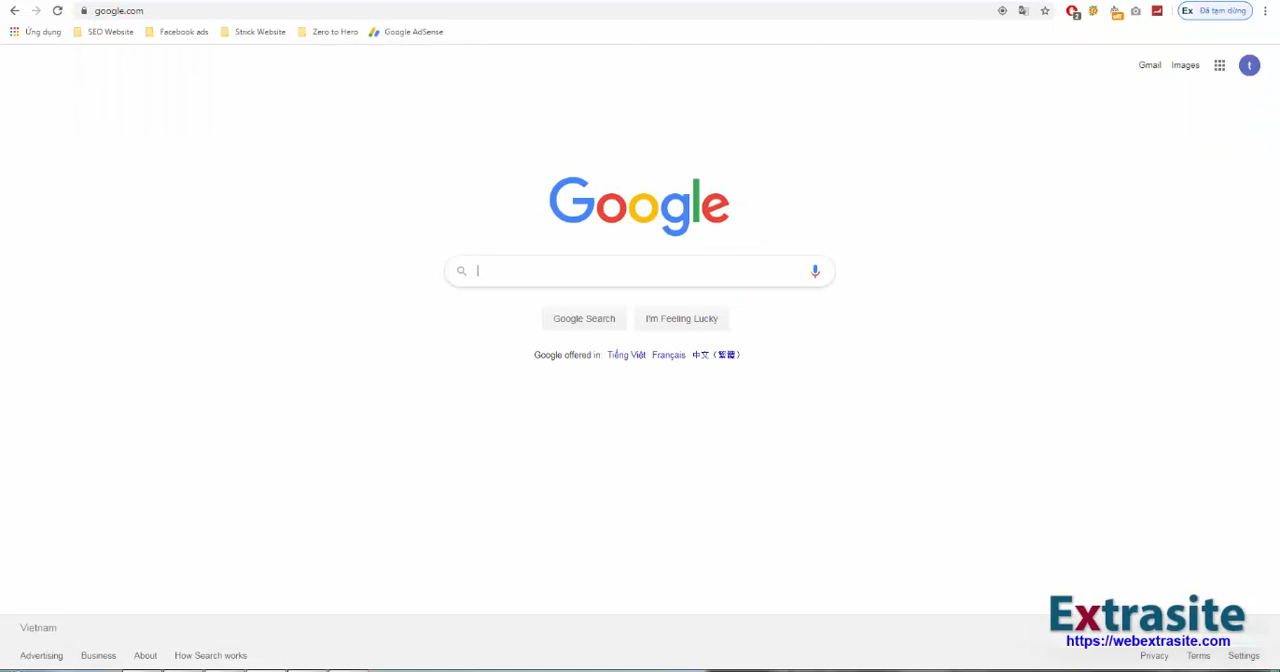 google.com
Ex Đã tạm dừng
Ứng dụng SEO Website Facebook ads Stnck Website Zero to Hero Google AdSense
Gmail Images t
Google
Google Search I'm Feeling Lucky
Google offered in: Tiếng Việt Français 中文（繁體）
Extrasite
Vietnam
https://webextrasite.com
Advertising Business About How Search works Privacy Terms Settings